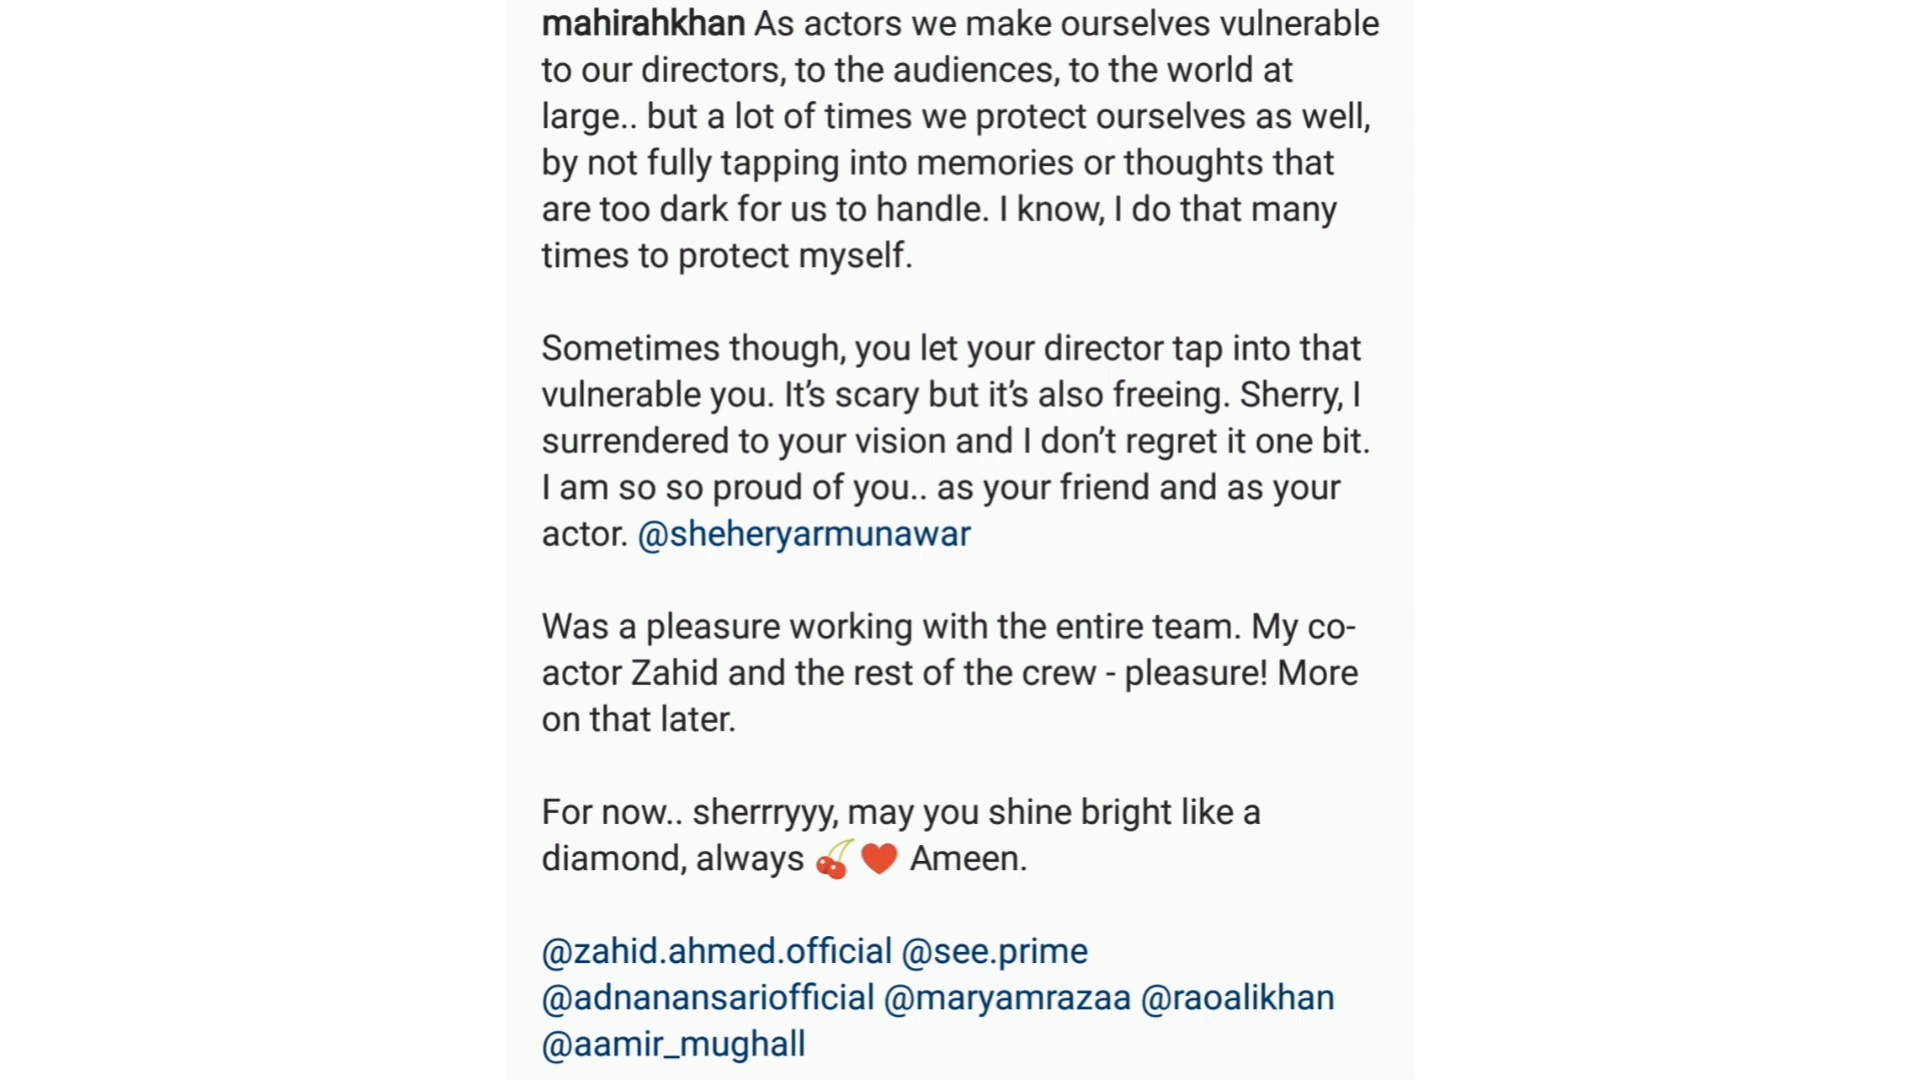 mahirahkhan As actors we make ourselves vulnerable
to our directors, to the audiences, to the world at
large.. but a lot of times we protect ourselves as well,
by not fully tapping into memories or thoughts that
are too dark for us to handle. I know, I do that many
times to protect myself.
Sometimes though, you let your director tap into that
vulnerable you. It’s scary but it’s also freeing. Sherry, I
surrendered to your vision and I don’t regret it one bit.
I am so so proud of you.. as your friend and as your
actor. @sheheryarmunawar
Was a pleasure working with the entire team. My co-
actor Zahid and the rest of the crew - pleasure! More
on that later.
For now.. sherrryyy, may you shine bright like a
diamond, always 🍒❤️ Ameen.
@zahid.ahmed.official @see.prime
@adnanansariofficial @maryamrazaa @raoalikhan
@aamir_mughall